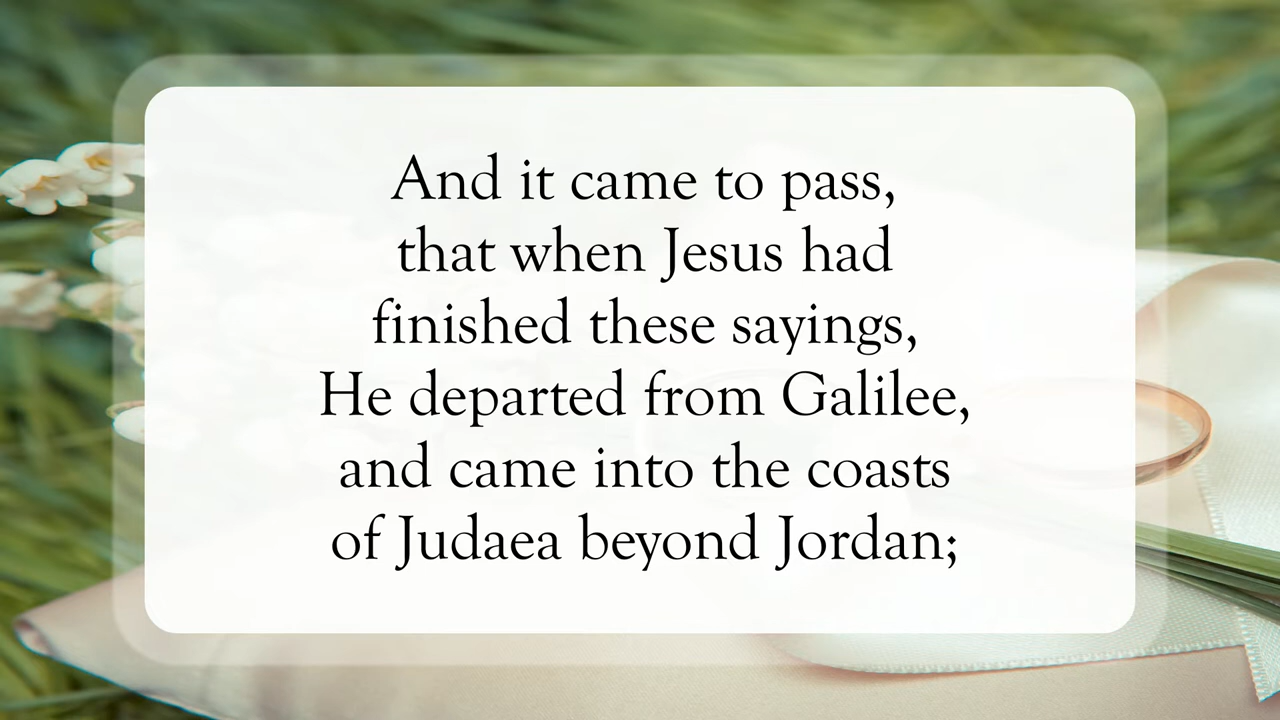 And it came to pass,
that when Jesus had
finished these sayings,
He departed from Galilee,
and came into the coasts
of Judaea beyond Jordan;